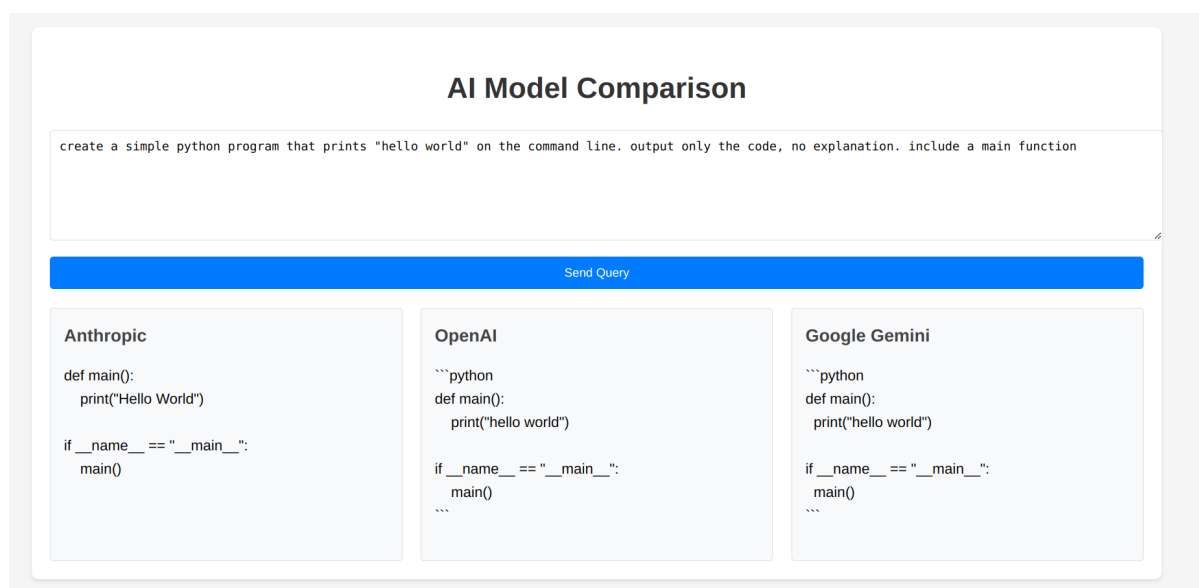 AI Model Comparison
create a simple python program that prints "hello world" on the command line. output only the code, no explanation. include a main function
Send Query
Anthropic
def main():
    print("Hello World")

if __name__ == "__main__":
    main()
OpenAI
```python
def main():
    print("hello world")

if __name__ == "__main__":
    main()
```
Google Gemini
```python
def main():
  print("hello world")

if __name__ == "__main__":
  main()
```